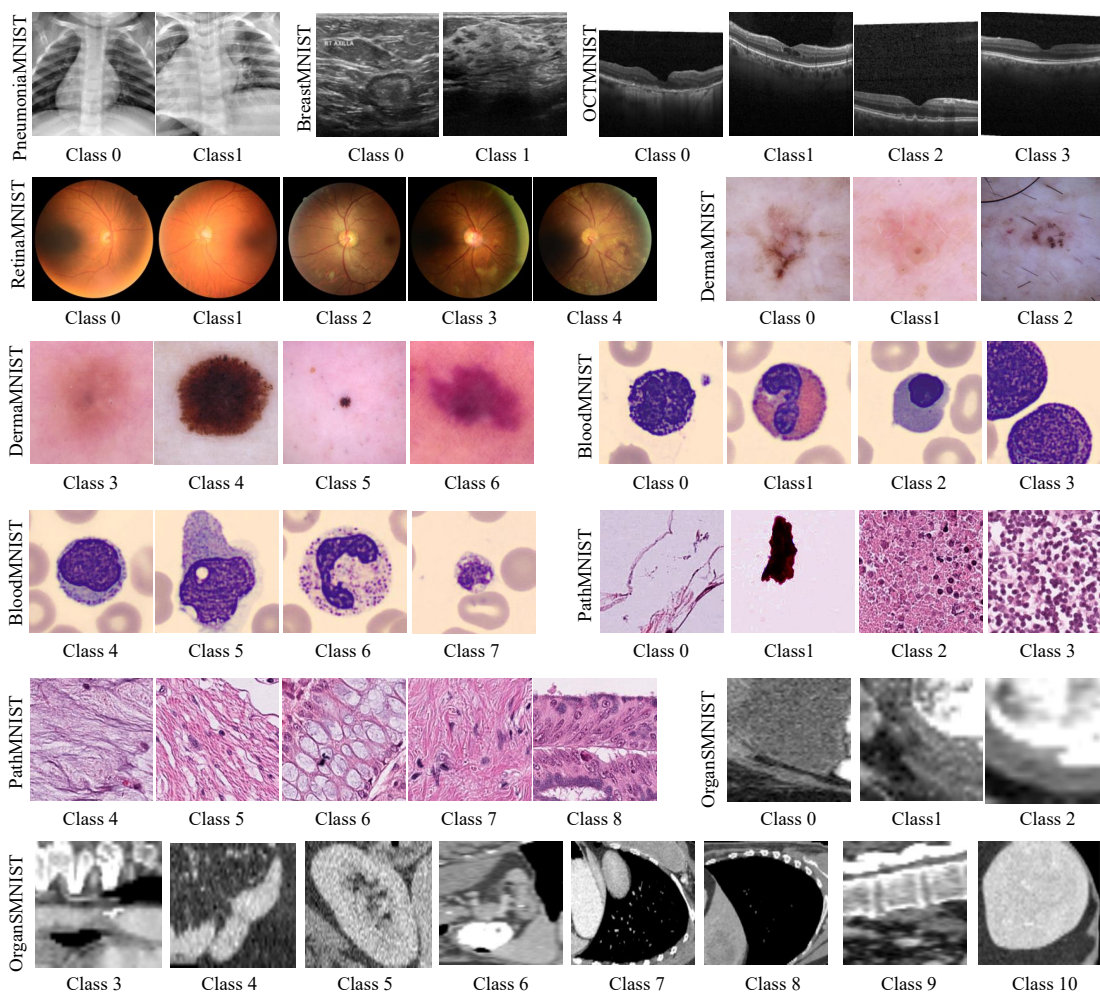 PneumoniaMNIST
BreastMNIST
RT AXILLA
OCTMNIST
Class 0
Class1
Class 0
Class 1
Class 0
Class1
Class 2
Class 3
RetinaMNIST
DermaMNIST
Class 0
Class1
Class 2
Class 3
Class 4
Class 0
Class1
Class 2
DermaMNIST
BloodMNIST
Class 3
Class 4
Class 5
Class 6
Class 0
Class1
Class 2
Class 3
BloodMNIST
PathMNIST
Class 4
Class 5
Class 6
Class 7
Class 0
Class1
Class 2
Class 3
PathMNIST
OrganSMNIST
Class 4
Class 5
Class 6
Class 7
Class 8
Class 0
Class1
Class 2
OrganSMNIST
Class 3
Class 4
Class 5
Class 6
Class 7
Class 8
Class 9
Class 10